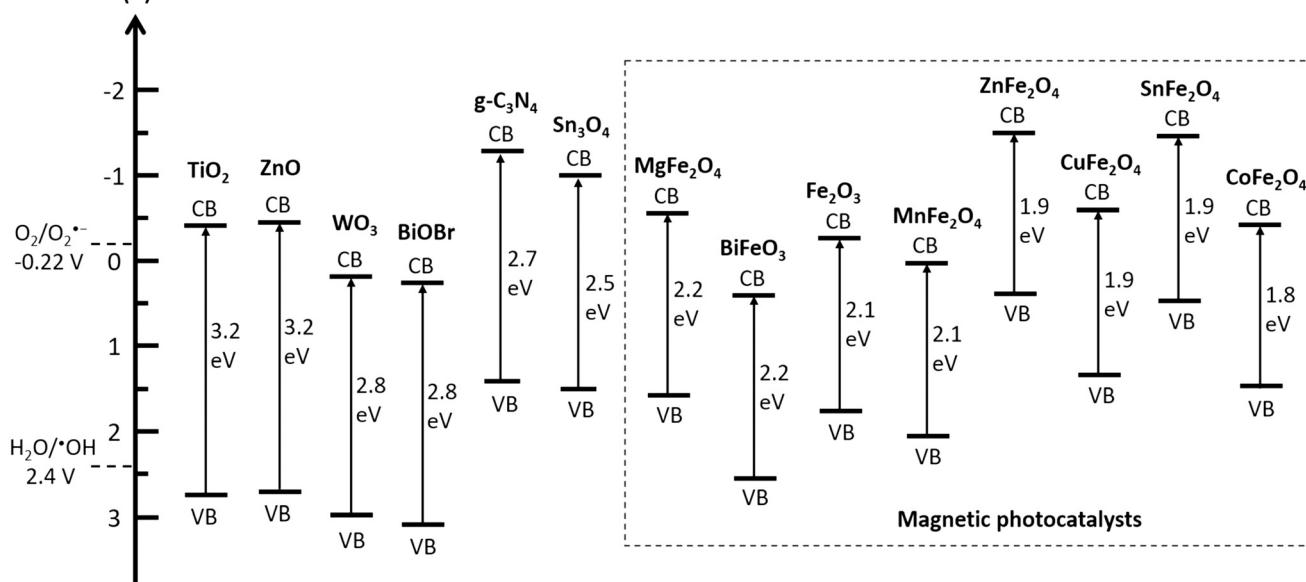 -2
-1
0
1
2
3
O₂/O₂•−
-0.22 V
H₂O/•OH
2.4 V
TiO₂
CB
3.2
eV
VB
ZnO
CB
3.2
eV
VB
WO₃
CB
2.8
eV
VB
BiOBr
CB
2.8
eV
VB
g-C₃N₄
CB
2.7
eV
VB
Sn₃O₄
CB
2.5
eV
VB
MgFe₂O₄
CB
2.2
eV
VB
BiFeO₃
CB
2.2
eV
VB
Fe₂O₃
CB
2.1
eV
VB
MnFe₂O₄
CB
2.1
eV
VB
ZnFe₂O₄
CB
1.9
eV
VB
CuFe₂O₄
CB
1.9
eV
VB
SnFe₂O₄
CB
1.9
eV
VB
CoFe₂O₄
CB
1.8
eV
VB
Magnetic photocatalysts